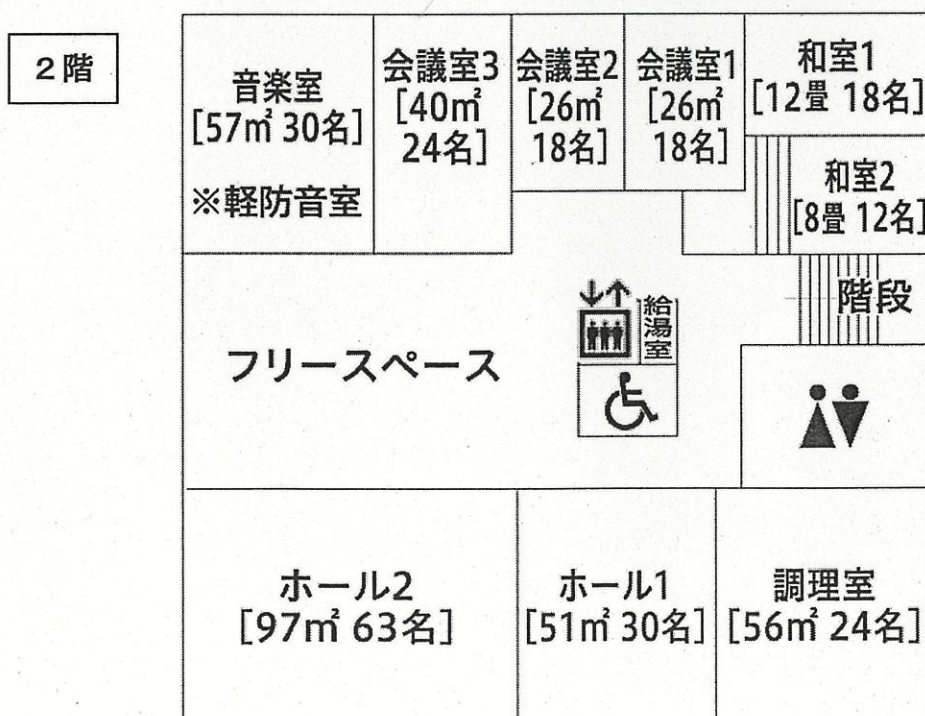 2階
音楽室
[57㎡ 30名]
※軽防音室
会議室3
[40㎡
24名]
会議室2
[26㎡
18名]
会議室1
[26㎡
18名]
和室1
[12畳 18名]
和室2
[8畳 12名]
階段
給湯室
フリースペース
ホール2
[97㎡ 63名]
ホール1
[51㎡ 30名]
調理室
[56㎡ 24名]